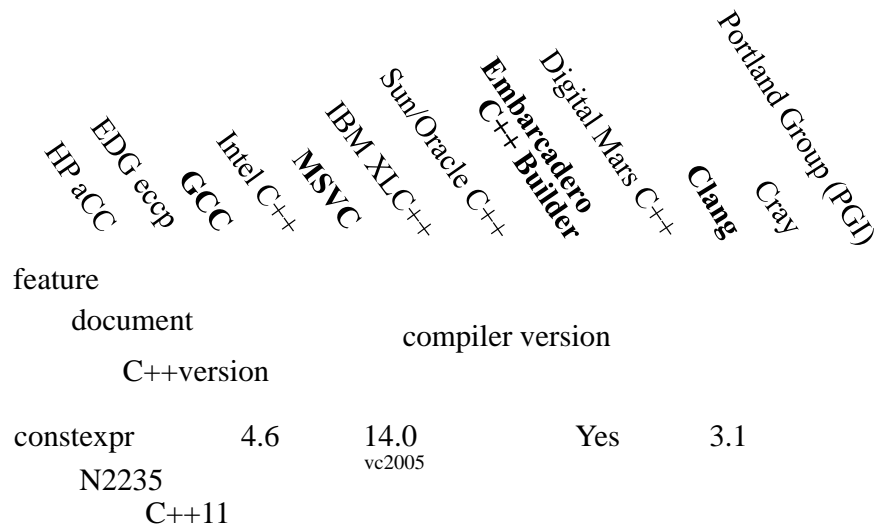 HP aCC
EDG eccp
GCC
Intel C++
MSVC
IBM XLC++
Sun/Oracle C++
Embarcadero
C++ Builder
Digital Mars C++
Clang
Cray
Portland Group (PGI)
feature
document
compiler version
C++version
constexpr 4.6 14.0 Yes 3.1
vc2005
N2235
C++11